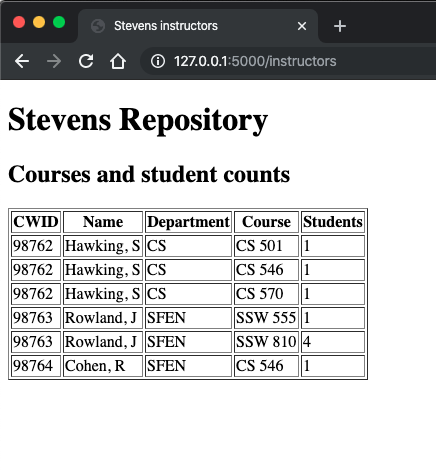 Stevens instructors
127.0.0.1:5000/instructors
Stevens Repository
Courses and student counts
CWID Name Department Course Students
98762 Hawking, S CS CS 501 1
98762 Hawking, S CS CS 546 1
98762 Hawking, S CS CS 570 1
98763 Rowland, J SFEN SSW 555 1
98763 Rowland, J SFEN SSW 810 4
98764 Cohen, R SFEN CS 546 1